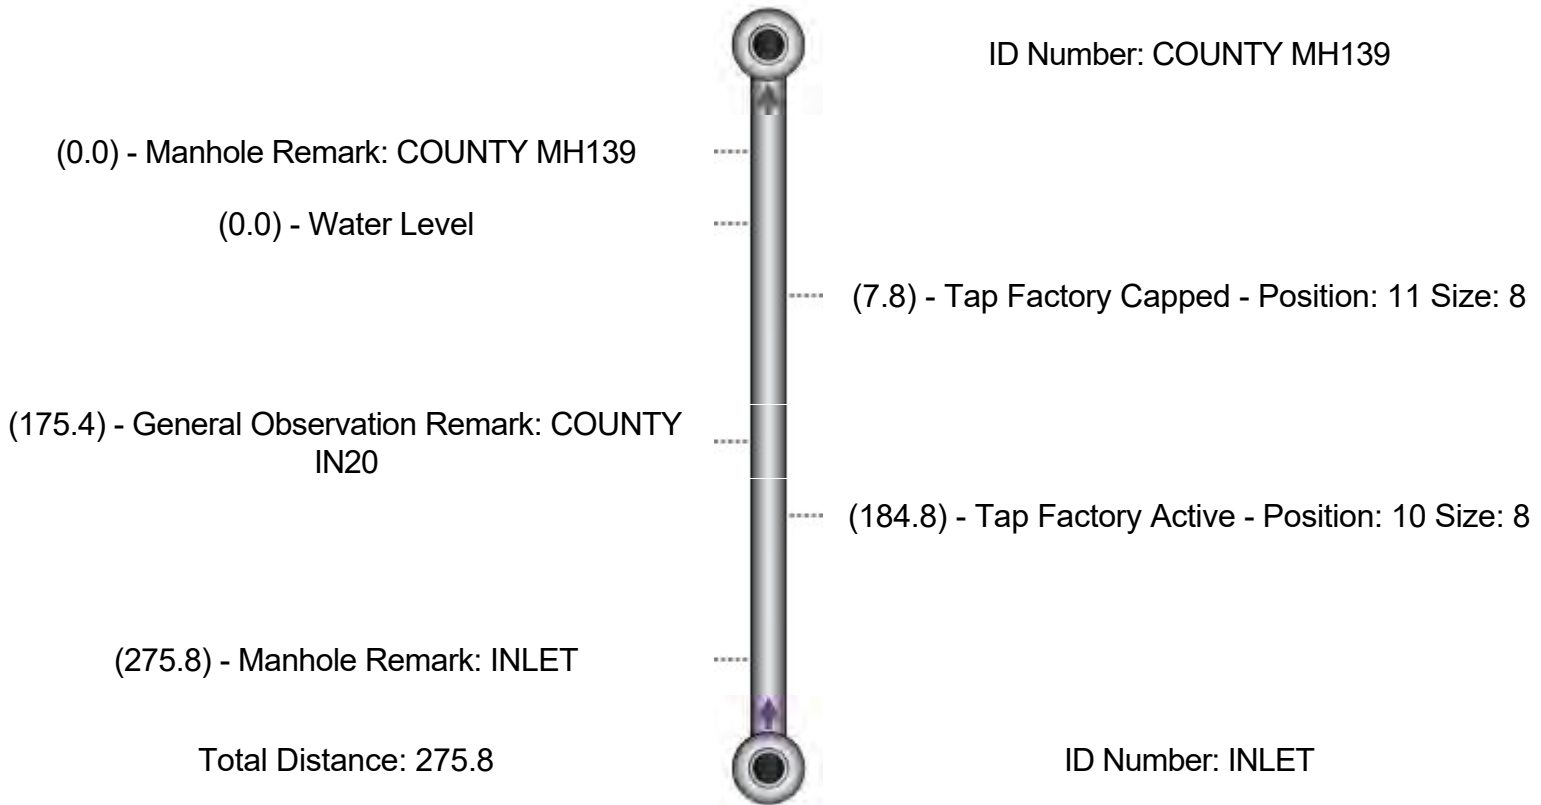 ID Number: COUNTY MH139
(0.0) - Manhole Remark: COUNTY MH139
(0.0) - Water Level
(7.8) - Tap Factory Capped - Position: 11 Size: 8
(175.4) - General Observation Remark: COUNTY
IN20
(184.8) - Tap Factory Active - Position: 10 Size: 8
(275.8) - Manhole Remark: INLET
Total Distance: 275.8
ID Number: INLET